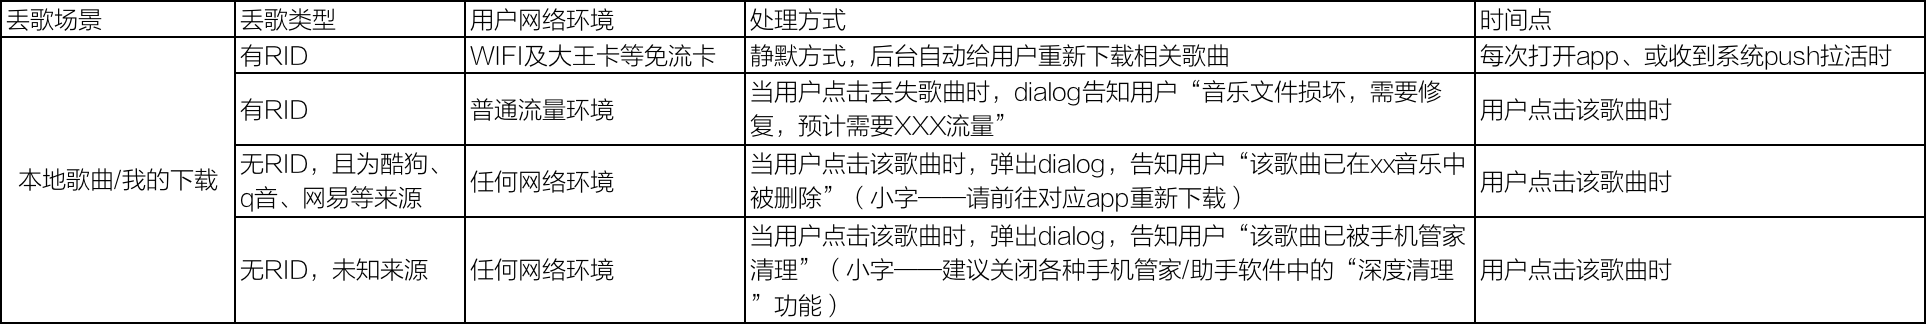 丢歌场景 丢歌类型 用户网络环境 处理方式 时间点
本地歌曲/我的下载
有RID WIFI及大王卡等免流卡 静默方式，后台自动给用户重新下载相关歌曲 每次打开app、或收到系统push拉活时
有RID 普通流量环境
当用户点击丢失歌曲时，dialog告知用户“音乐文件损坏，需要修
复，预计需要XXX流量”
用户点击该歌曲时
无RID，且为酷狗、
q音、网易等来源
任何网络环境
当用户点击该歌曲时，弹出dialog，告知用户“该歌曲已在xx音乐中
被删除”（小字——请前往对应app重新下载）
用户点击该歌曲时
无RID，未知来源 任何网络环境
当用户点击该歌曲时，弹出dialog，告知用户“该歌曲已被手机管家
清理”（小字——建议关闭各种手机管家/助手软件中的“深度清理
”功能）
用户点击该歌曲时